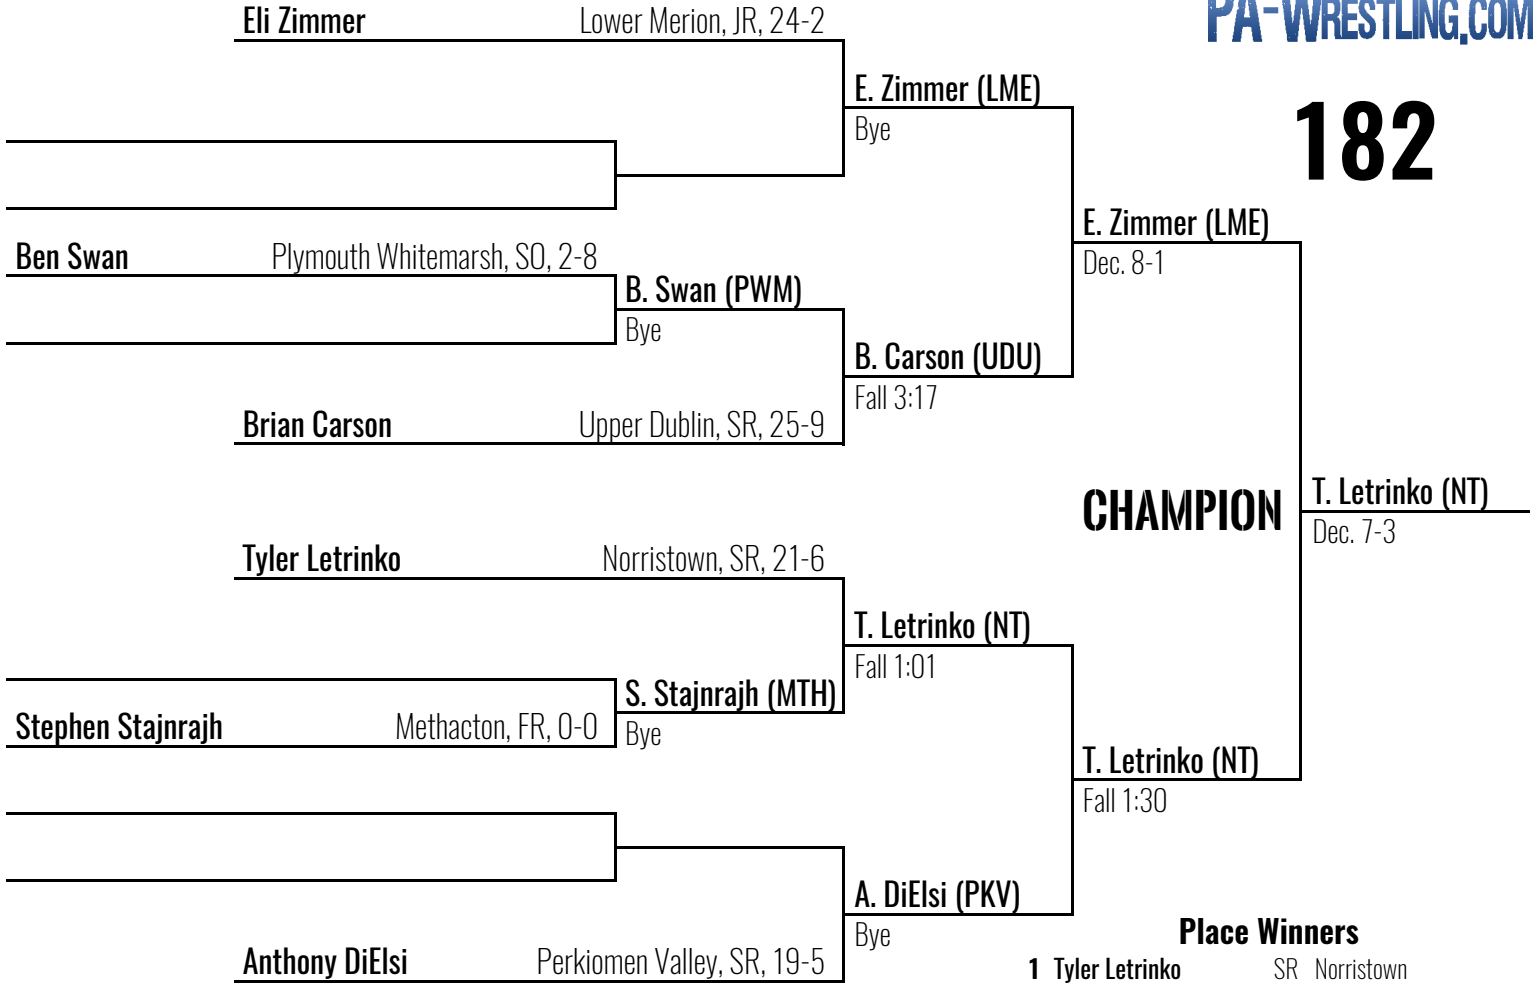 Eli Zimmer Lower Merion, JR, 24-2
PA-WRESTLING.COM
E. Zimmer (LME)
Bye
182
E. Zimmer (LME)
Dec. 8-1
Ben Swan Plymouth Whitemarsh, SO, 2-8
B. Swan (PWM)
Bye
B. Carson (UDU)
Fall 3:17
Brian Carson Upper Dublin, SR, 25-9
CHAMPION
T. Letrinko (NT)
Dec. 7-3
Tyler Letrinko Norristown, SR, 21-6
T. Letrinko (NT)
Fall 1:01
S. Stajnrajh (MTH)
Bye
Stephen Stajnrajh Methacton, FR, 0-0
T. Letrinko (NT)
Fall 1:30
A. DiElsi (PKV)
Bye
Anthony DiElsi Perkiomen Valley, SR, 19-5
Place Winners
1 Tyler Letrinko SR Norristown